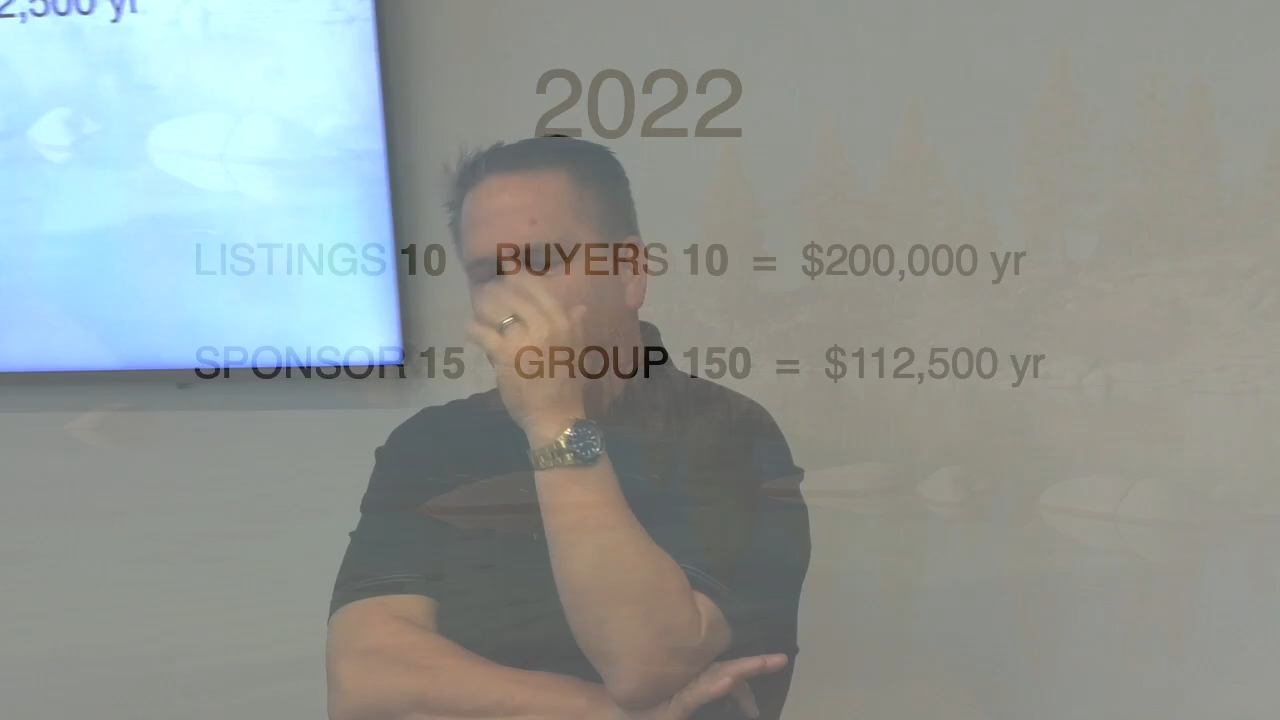 2,500 yr
2022
LISTINGS 10 BUYERS 10 = $200,000 yr
SPONSOR 15 GROUP 150 = $112,500 yr